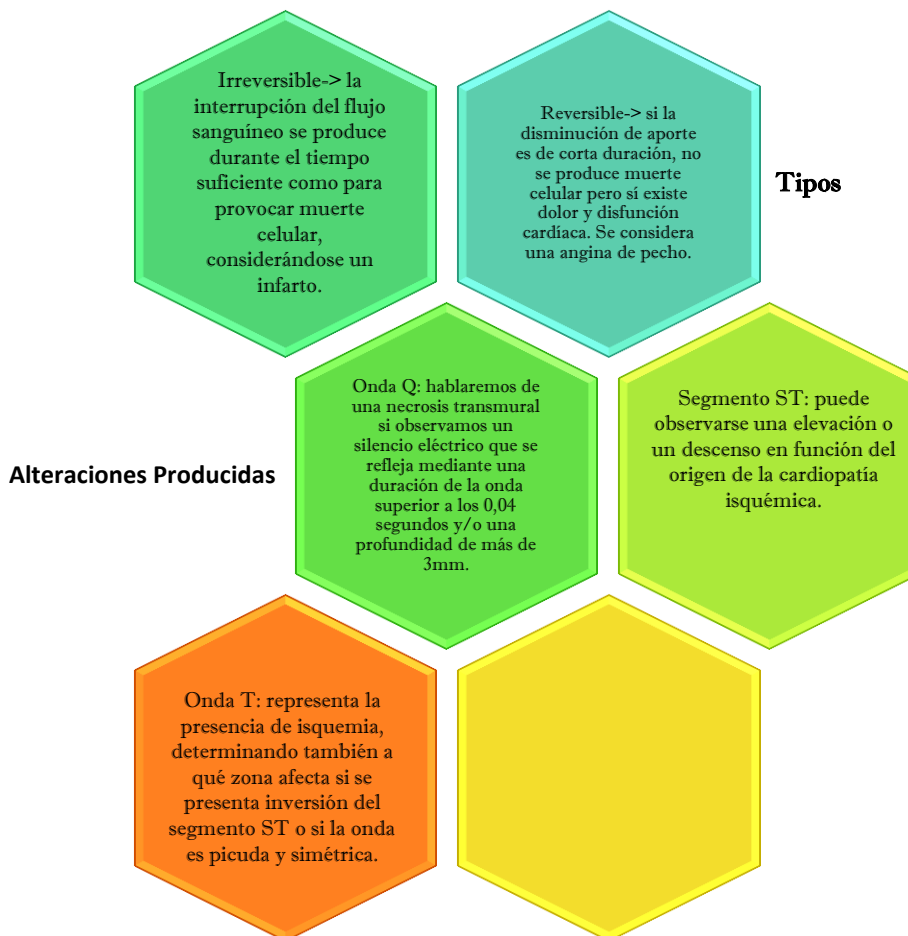 Irreversible-> la
interrupción del flujo
sanguíneo se produce
durante el tiempo
suficiente como para
provocar muerte
celular,
considerándose un
infarto.
Reversible-> si la
disminución de aporte
es de corta duración, no
se produce muerte
celular pero sí existe
dolor y disfunción
cardíaca. Se considera
una angina de pecho.
Tipos
Alteraciones Producidas
Onda Q: hablaremos de
una necrosis transmural
si observamos un
silencio eléctrico que se
refleja mediante una
duración de la onda
superior a los 0,04
segundos y/o una
profundidad de más de
3mm.
Segmento ST: puede
observarse una elevación o
un descenso en función del
origen de la cardiopatía
isquémica.
Onda T: representa la
presencia de isquemia,
determinando también a
qué zona afecta si se
presenta inversión del
segmento ST o si la onda
es picuda y simétrica.